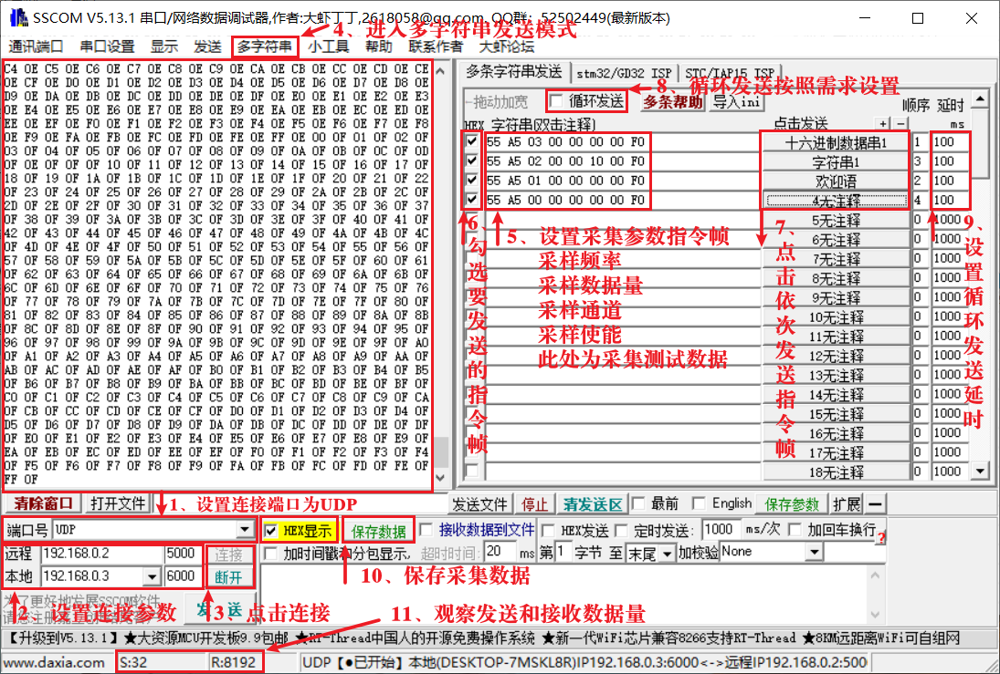 SSCOM V5.13.1 串口/网络数据调试器,作者:大虾丁丁,2618058@qq.com, QQ群: 52502449(最新版本)
4、进入多字符串发送模式
通讯端口 串口设置 显示 发送 多字符串 小工具 帮助 联系作者 大虾论坛
C4 0E C5 0E C6 0E C7 0E C8 0E C9 0E CA 0E CB 0E CC 0E CD 0E CE
0E CF 0E D0 0E D1 0E D2 0E D3 0E D4 0E D5 0E D6 0E D7 0E D8 0E
D9 0E DA 0E DB 0E DC 0E DD 0E DE 0E DF 0E E0 0E E1 0E E2 0E E3
0E E4 0E E5 0E E6 0E E7 0E E8 0E E9 0E EA 0E EB 0E EC 0E ED 0E
EE 0E EF 0E F0 0E F1 0E F2 0E F3 0E F4 0E F5 0E F6 0E F7 0E F8
0E F9 0E FA 0E FB 0E FC 0E FD 0E FE 0E FF 0E 00 0F 01 0F 02 0F
03 0F 04 0F 05 0F 06 0F 07 0F 08 0F 09 0F 0A 0F 0B 0F 0C 0F 0D
0F 0E 0F 0F 0F 10 0F 11 0F 12 0F 13 0F 14 0F 15 0F 16 0F 17 0F
18 0F 19 0F 1A 0F 1B 0F 1C 0F 1D 0F 1E 0F 1F 0F 20 0F 21 0F 22
0F 23 0F 24 0F 25 0F 26 0F 27 0F 28 0F 29 0F 2A 0F 2B 0F 2C 0F
2D 0F 2E 0F 2F 0F 30 0F 31 0F 32 0F 33 0F 34 0F 35 0F 36 0F 37
0F 38 0F 39 0F 3A 0F 3B 0F 3C 0F 3D 0F 3E 0F 3F 0F 40 0F 41 0F
42 0F 43 0F 44 0F 45 0F 46 0F 47 0F 48 0F 49 0F 4A 0F 4B 0F 4C
0F 4D 0F 4E 0F 4F 0F 50 0F 51 0F 52 0F 53 0F 54 0F 55 0F 56 0F
57 0F 58 0F 59 0F 5A 0F 5B 0F 5C 0F 5D 0F 5E 0F 5F 0F 60 0F 61
0F 62 0F 63 0F 64 0F 65 0F 66 0F 67 0F 68 0F 69 0F 6A 0F 6B 0F
6C 0F 6D 0F 6E 0F 6F 0F 70 0F 71 0F 72 0F 73 0F 74 0F 75 0F 76
0F 77 0F 78 0F 79 0F 7A 0F 7B 0F 7C 0F 7D 0F 7E 0F 7F 0F 80 0F
81 0F 82 0F 83 0F 84 0F 85 0F 86 0F 87 0F 88 0F 89 0F 8A 0F 8B
0F 8C 0F 8D 0F 8E 0F 8F 0F 90 0F 91 0F 92 0F 93 0F 94 0F 95 0F
96 0F 97 0F 98 0F 99 0F 9A 0F 9B 0F 9C 0F 9D 0F 9E 0F 9F 0F A0
0F A1 0F A2 0F A3 0F A4 0F A5 0F A6 0F A7 0F A8 0F A9 0F AA 0F
AB 0F AC 0F AD 0F AE 0F AF 0F B0 0F B1 0F B2 0F B3 0F B4 0F B5
0F B6 0F B7 0F B8 0F B9 0F BA 0F BB 0F BC 0F BD 0F BE 0F BF 0F
C0 0F C1 0F C2 0F C3 0F C4 0F C5 0F C6 0F C7 0F C8 0F C9 0F CA
0F CB 0F CC 0F CD 0F CE 0F CF 0F D0 0F D1 0F D2 0F D3 0F D4 0F
D5 0F D6 0F D7 0F D8 0F D9 0F DA 0F DB 0F DC 0F DD 0F DE 0F DF
0F E0 0F E1 0F E2 0F E3 0F E4 0F E5 0F E6 0F E7 0F E8 0F E9 0F
EA 0F EB 0F EC 0F ED 0F EE 0F EF 0F F0 0F F1 0F F2 0F F3 0F F4
0F F5 0F F6 0F F7 0F F8 0F F9 0F FA 0F FB 0F FC 0F FD 0F FE 0F
FF 0F
多条字符串发送 stm32/GD32 ISP STC/IAP15 ISP
8、循环发送按照需求设置
拖动加宽 循环发送 多条帮助 导入ini
顺序 延时
HEX 字符串(双击注释) 点击发送 + - ms
55 A5 03 00 00 00 00 F0 十六进制数据串1 1 100
55 A5 02 00 00 10 00 F0 字符串1 3 100
55 A5 01 00 00 00 00 F0 欢迎语 2 100
55 A5 00 00 00 00 00 F0 4无注释 4 100
5无注释 0 1000
6无注释 0 1000
7无注释 0 1000
8无注释 0 1000
9无注释 0 1000
10无注释 0 1000
11无注释 0 1000
12无注释 0 1000
13无注释 0 1000
14无注释 0 1000
15无注释 0 1000
16无注释 0 1000
17无注释 0 1000
18无注释 0 1000
6、勾选要发送的指令帧
5、设置采集参数指令帧
采样频率
采样数据量
采样通道
采样使能
此处为采集测试数据
7、点击依次发送指令帧
9、设置循环发送延时
清除窗口 打开文件 1、设置连接端口为UDP 发送文件 停止 清发送区 最前 English 保存参数 扩展 —
端口号 UDP HEX显示 保存数据 接收数据到文件 HEX发送 定时发送: 1000 ms/次 加回车换行 ?
远程 192.168.0.2 5000 连接 加时间戳和分包显示, 超时时间: 20 ms 第 1 字节 至 末尾 加校验 None
本地 192.168.0.3 6000 断开
10、保存采集数据
为了更好地发展SSCOM软件
2、设置连接参数 3、点击连接 发 送
11、观察发送和接收数据量
【升级到V5.13.1】★大资源MCU开发板9.9包邮 ★RT-Thread中国人的开源免费操作系统 ★新一代WiFi芯片兼容8266支持RT-Thread ★8KM远距离WiFi可自组网
www.daxia.com S:32 R:8192 UDP【●已开始】本地(DESKTOP-7MSKL8R)IP192.168.0.3:6000<->远程IP192.168.0.2:500